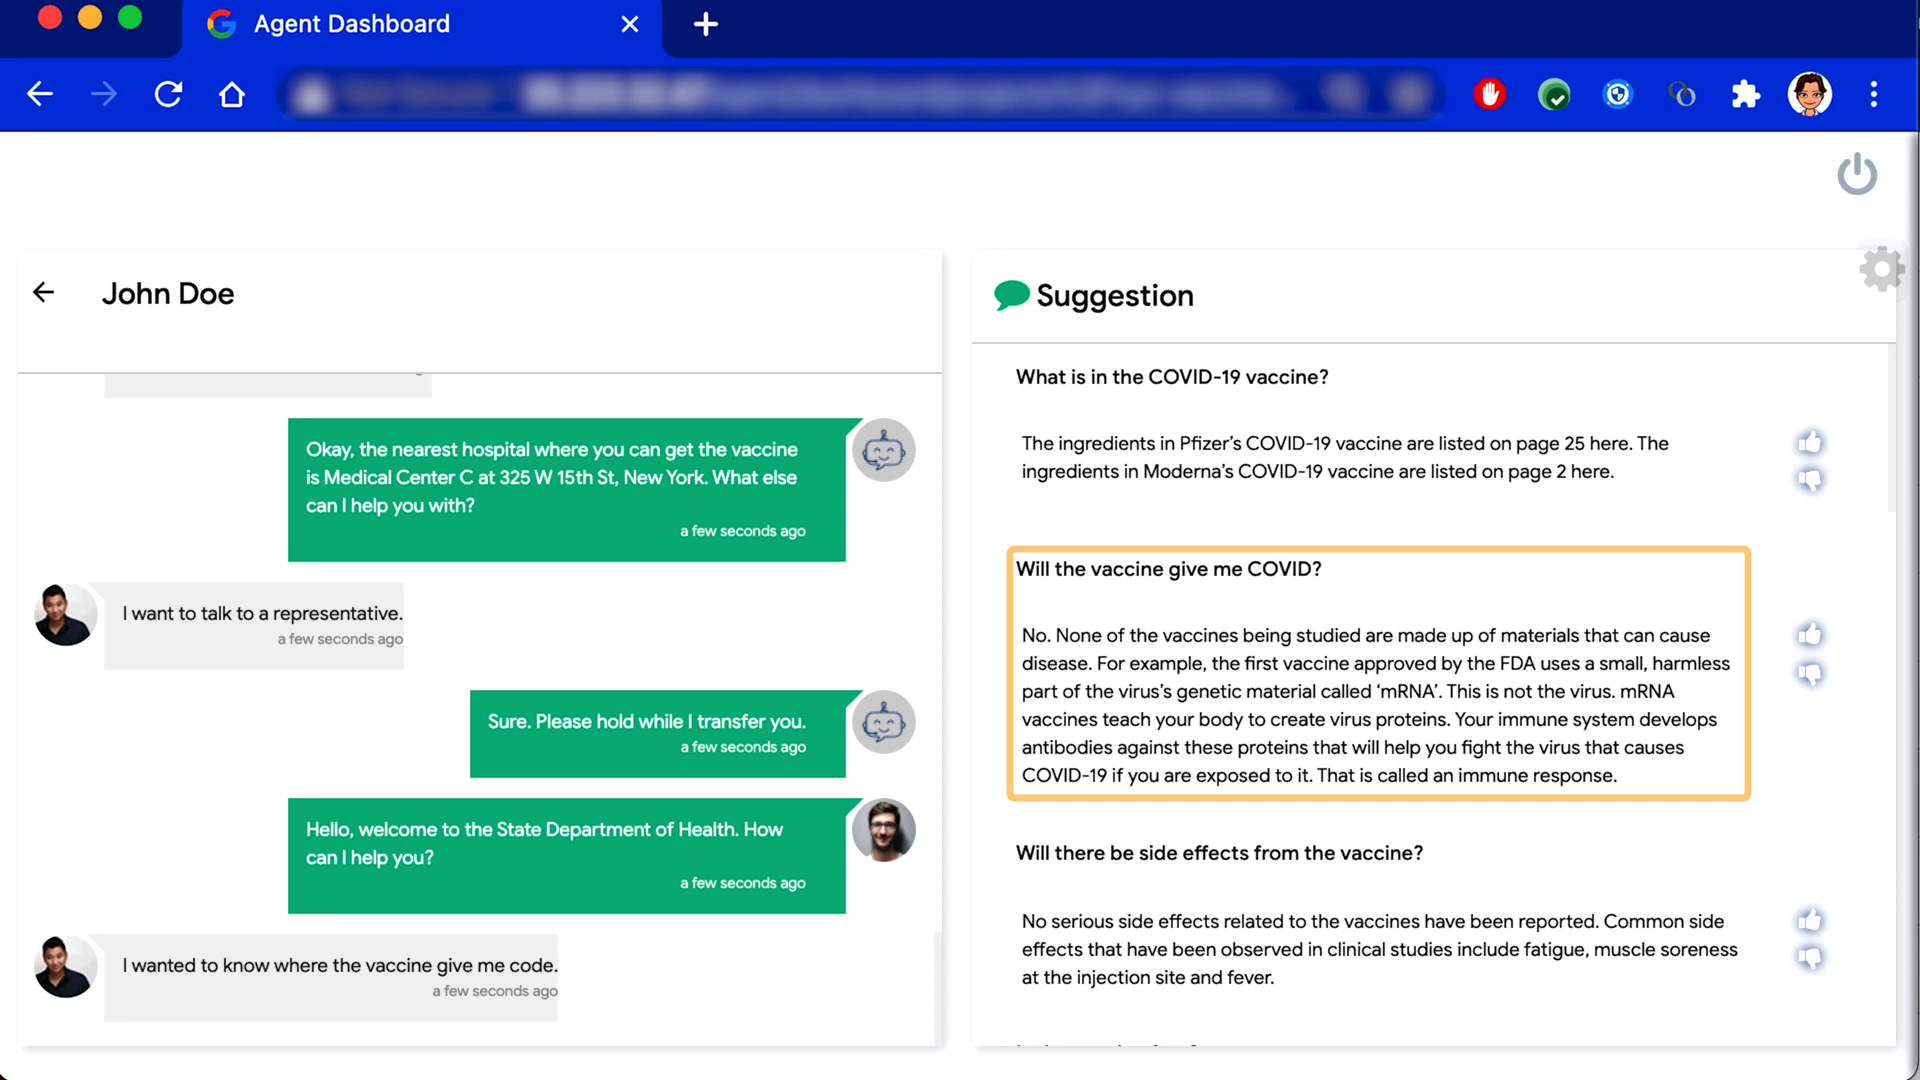 Agent Dashboard
John Doe
Okay, the nearest hospital where you can get the vaccine
is Medical Center C at 325 W 15th St, New York. What else
can I help you with?
a few seconds ago
I want to talk to a representative.
a few seconds ago
Sure. Please hold while I transfer you.
a few seconds ago
Hello, welcome to the State Department of Health. How
can I help you?
a few seconds ago
I wanted to know where the vaccine give me code.
a few seconds ago
Suggestion
What is in the COVID-19 vaccine?
The ingredients in Pfizer's COVID-19 vaccine are listed on page 25 here. The
ingredients in Moderna's COVID-19 vaccine are listed on page 2 here.
Will the vaccine give me COVID?
No. None of the vaccines being studied are made up of materials that can cause
disease. For example, the first vaccine approved by the FDA uses a small, harmless
part of the virus's genetic material called ‘mRNA’. This is not the virus. mRNA
vaccines teach your body to create virus proteins. Your immune system develops
antibodies against these proteins that will help you fight the virus that causes
COVID-19 if you are exposed to it. That is called an immune response.
Will there be side effects from the vaccine?
No serious side effects related to the vaccines have been reported. Common side
effects that have been observed in clinical studies include fatigue, muscle soreness
at the injection site and fever.